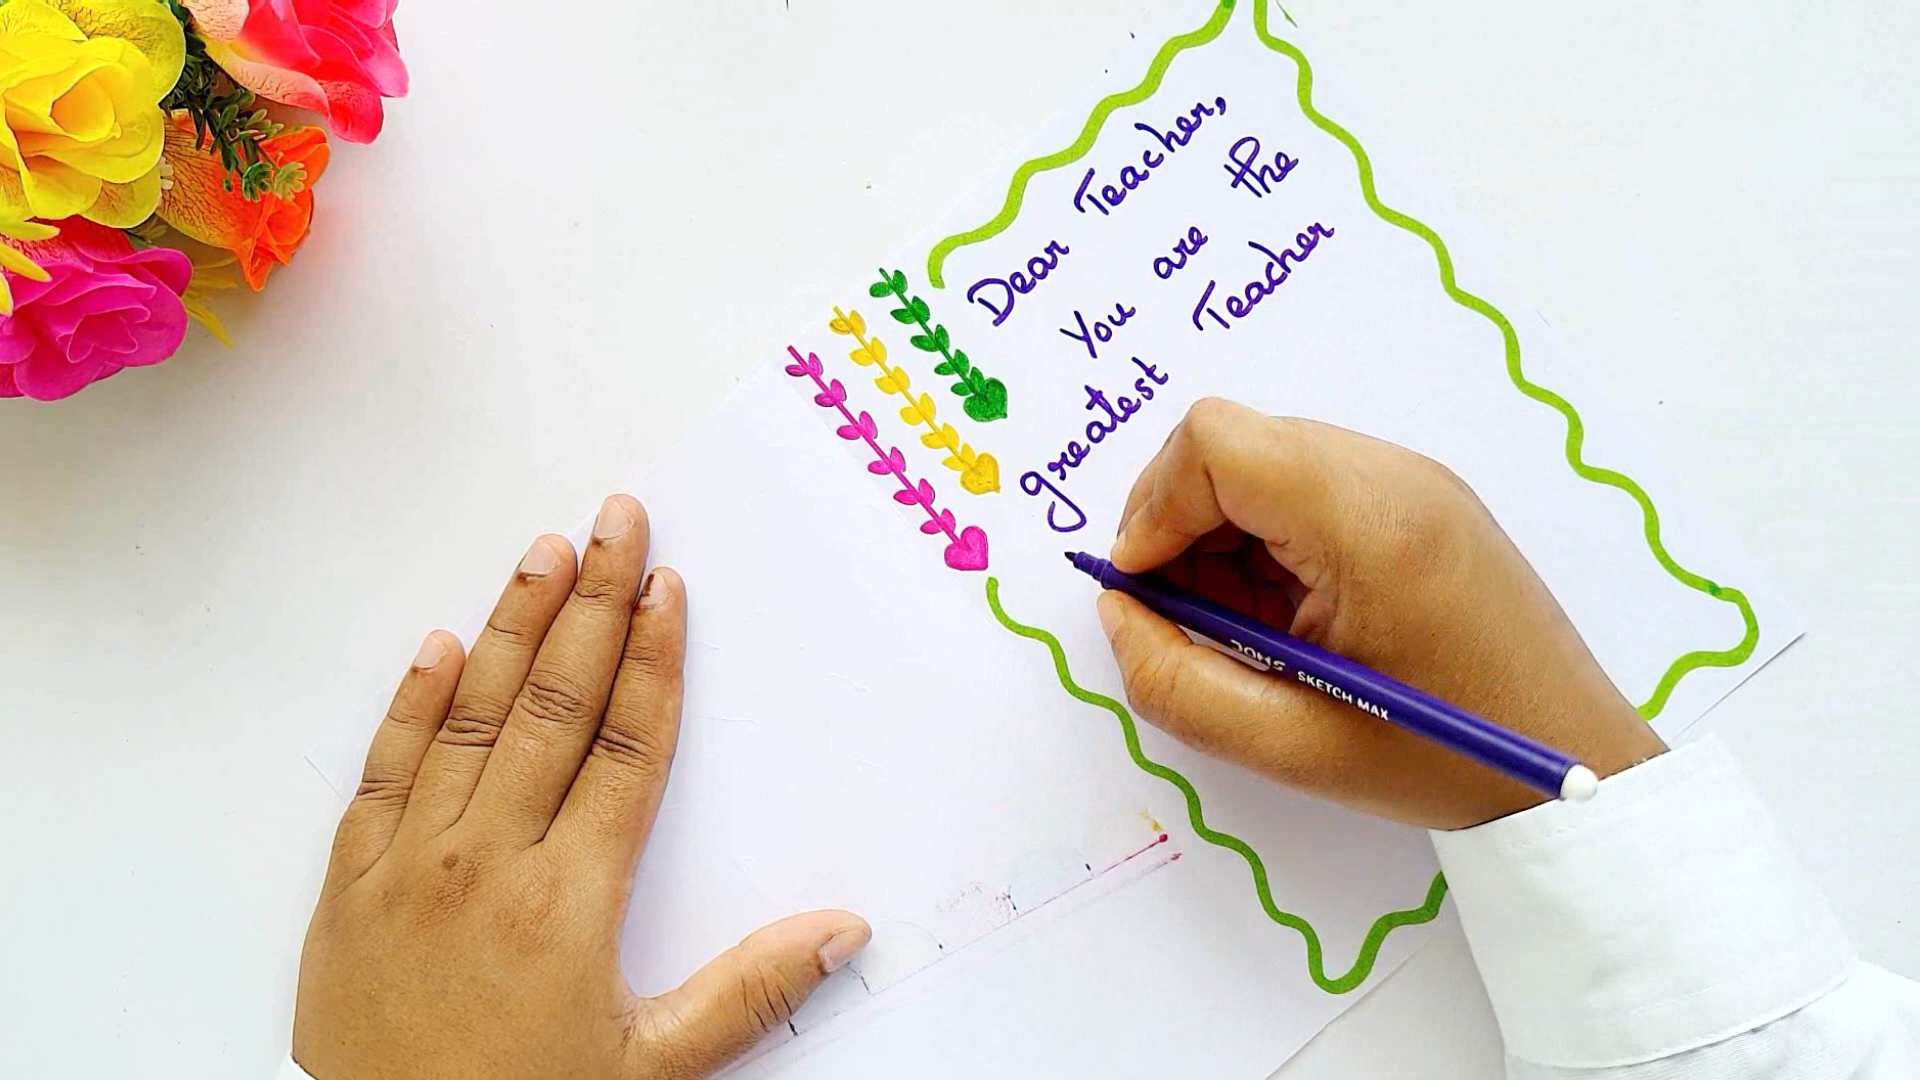 Dear Teacher,
You are the
greatest Teacher
DOMS SKETCH MAX